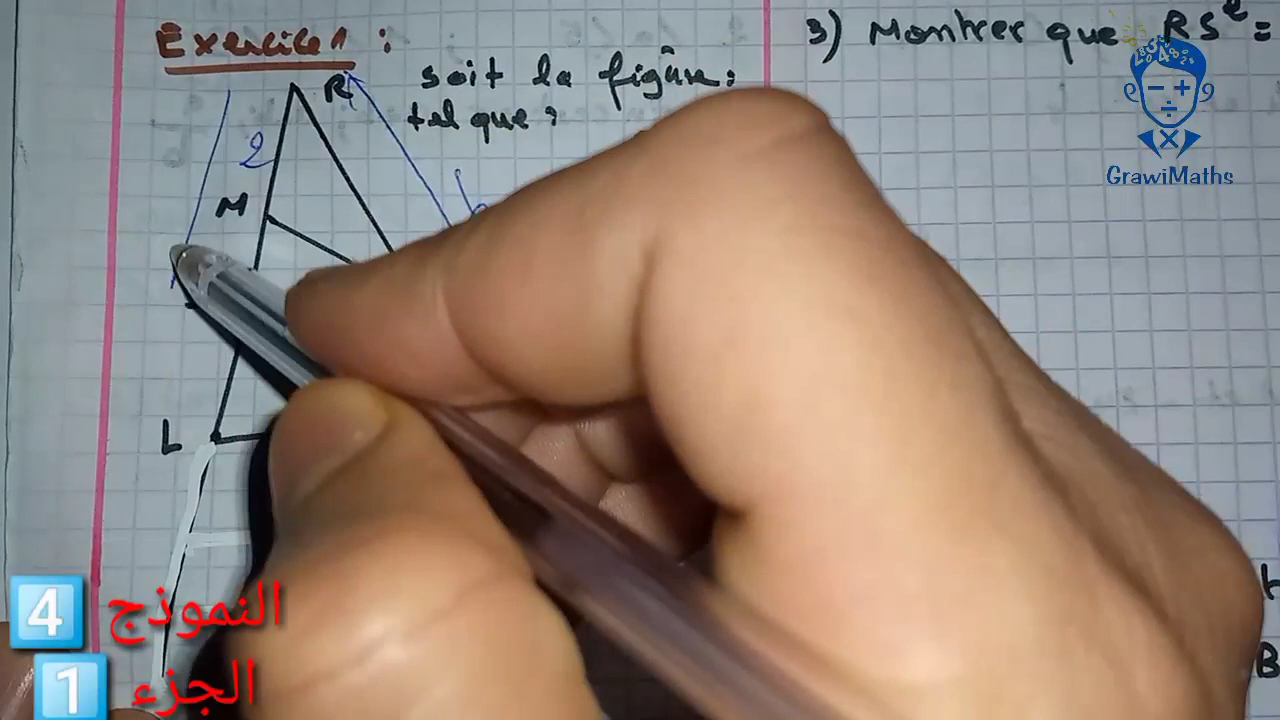 Exercice 1 :
soit la figure :
tel que :
R
2
M
L
3) Montrer que RS² =
GrawiMaths
النموذج 4
الجزء 1